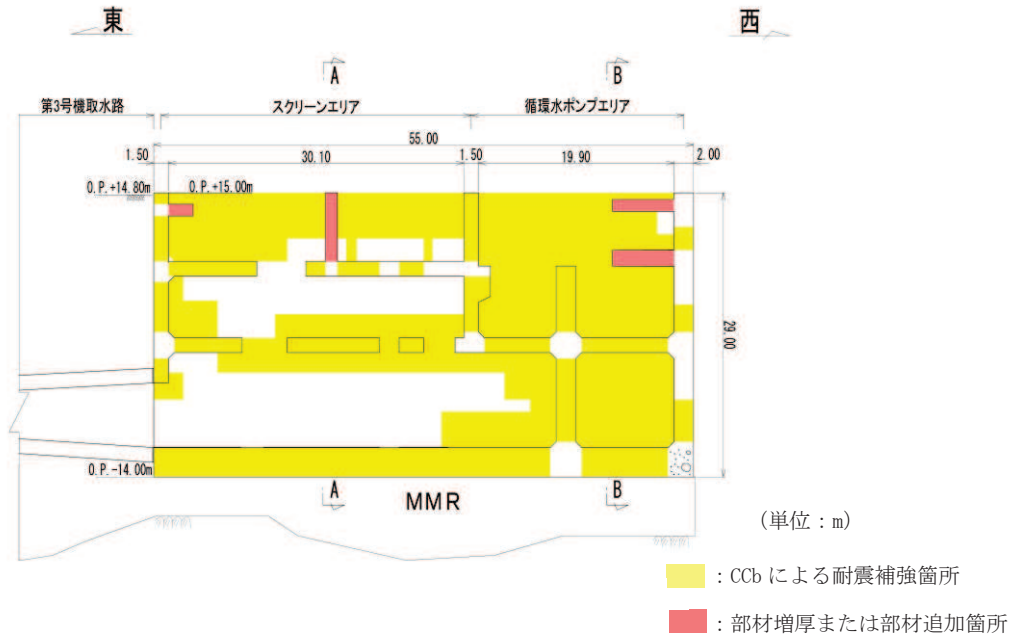 東
西
A
B
第3号機取水路
スクリーンエリア
循環水ポンプエリア
55.00
1.50
30.10
1.50
19.90
2.00
O.P.+14.80m
O.P.+15.00m
29.00
O.P.-14.00m
A
MMR
B
(単位:m)
:CCb による耐震補強箇所
:部材増厚または部材追加箇所